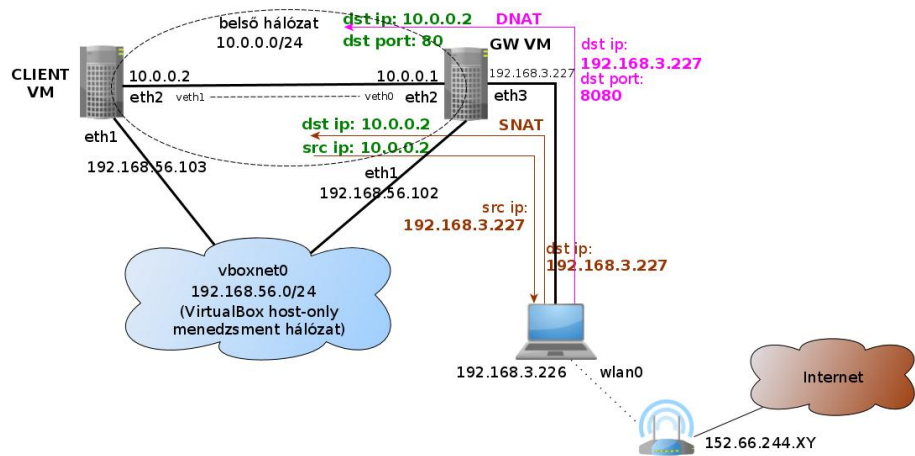 belső hálózat
10.0.0.0/24
dst ip: 10.0.0.2
dst port: 80
DNAT
GW VM
dst ip:
192.168.3.227
dst port:
8080
CLIENT
VM
10.0.0.2
eth2
veth1
veth0
10.0.0.1
eth2
192.168.3.227
eth3
dst ip: 10.0.0.2
SNAT
src ip: 10.0.0.2
eth1
192.168.56.103
eth1
192.168.56.102
src ip:
192.168.3.227
dst ip:
192.168.3.227
vboxnet0
192.168.56.0/24
(VirtualBox host-only
menedzsment hálózat)
192.168.3.226
wlan0
Internet
152.66.244.XY